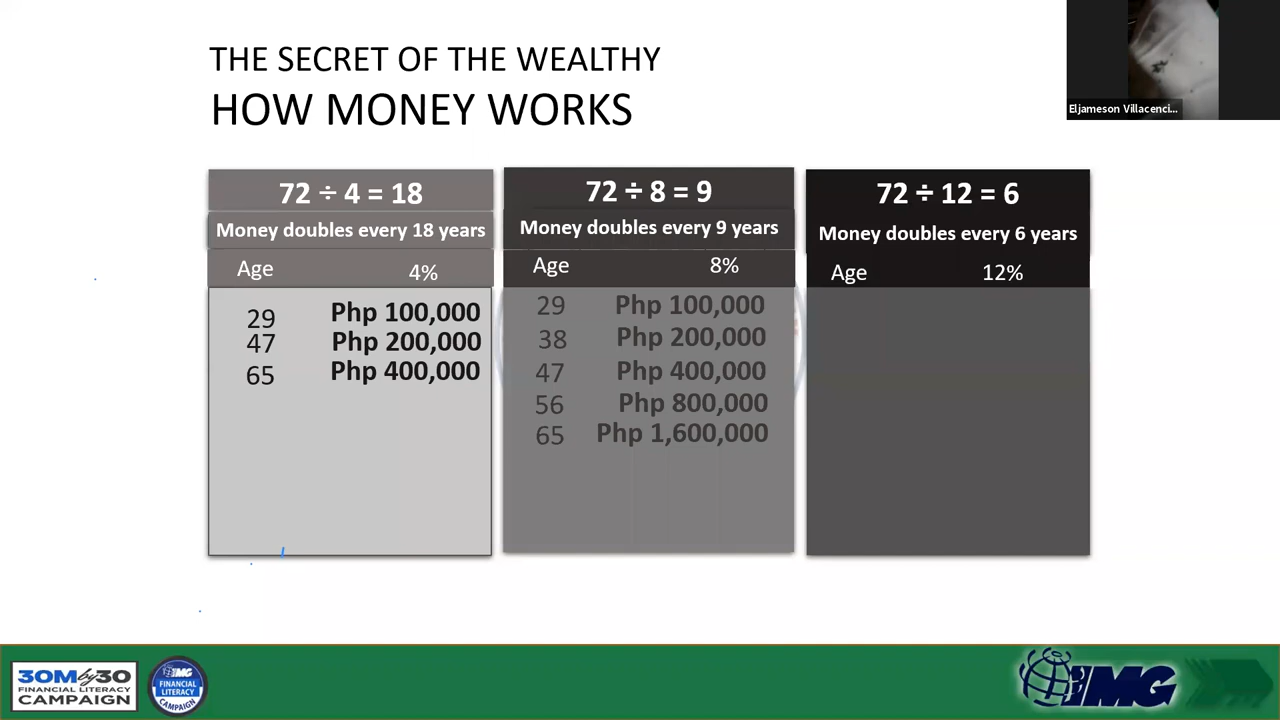 THE SECRET OF THE WEALTHY
HOW MONEY WORKS
Eljameson Villacenci...
72 ÷ 4 = 18
Money doubles every 18 years
Age 4%
29 Php 100,000
47 Php 200,000
65 Php 400,000
72 ÷ 8 = 9
Money doubles every 9 years
Age 8%
29 Php 100,000
38 Php 200,000
47 Php 400,000
56 Php 800,000
65 Php 1,600,000
72 ÷ 12 = 6
Money doubles every 6 years
Age 12%
30M by 30
FINANCIAL LITERACY
CAMPAIGN
IMG
FINANCIAL
LITERACY
CAMPAIGN
IMG